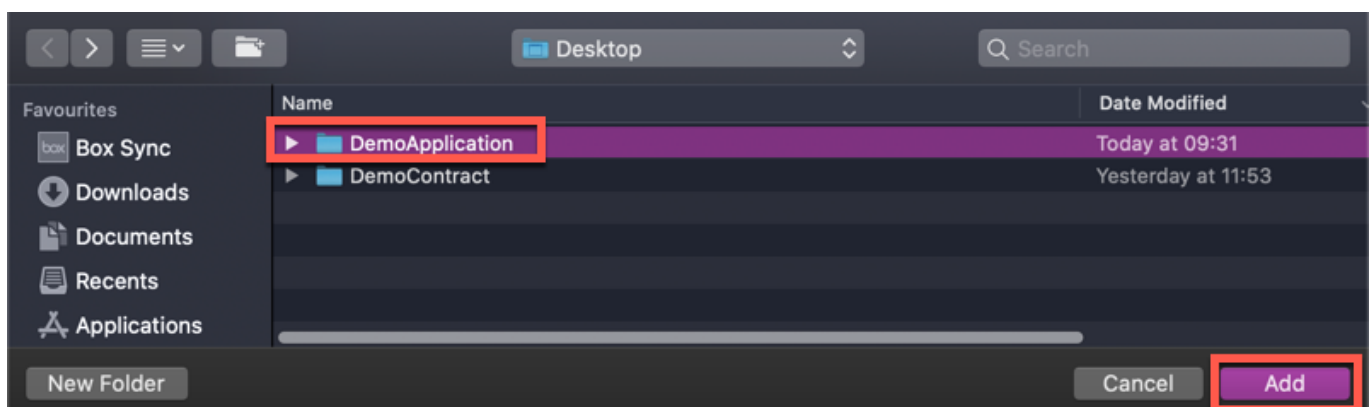 Desktop
Search
Favourites
Name
Date Modified
box Box Sync
DemoApplication
Today at 09:31
Downloads
DemoContract
Yesterday at 11:53
Documents
Recents
Applications
New Folder
Cancel
Add